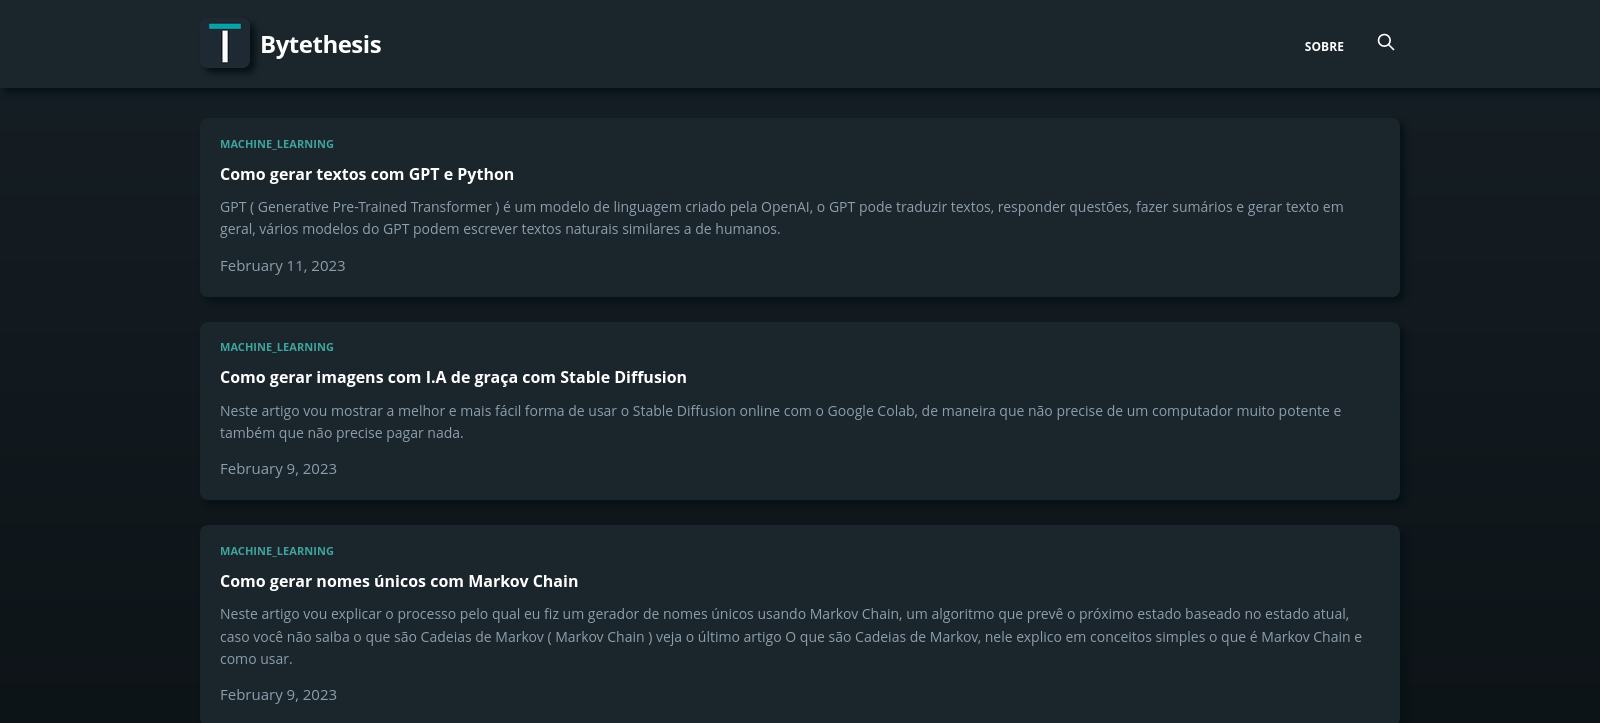 Bytethesis
SOBRE
MACHINE_LEARNING
Como gerar textos com GPT e Python
GPT ( Generative Pre-Trained Transformer ) é um modelo de linguagem criado pela OpenAI, o GPT pode traduzir textos, responder questões, fazer sumários e gerar texto em
geral, vários modelos do GPT podem escrever textos naturais similares a de humanos.
February 11, 2023
MACHINE_LEARNING
Como gerar imagens com I.A de graça com Stable Diffusion
Neste artigo vou mostrar a melhor e mais fácil forma de usar o Stable Diffusion online com o Google Colab, de maneira que não precise de um computador muito potente e
também que não precise pagar nada.
February 9, 2023
MACHINE_LEARNING
Como gerar nomes únicos com Markov Chain
Neste artigo vou explicar o processo pelo qual eu fiz um gerador de nomes únicos usando Markov Chain, um algoritmo que prevê o próximo estado baseado no estado atual,
caso você não saiba o que são Cadeias de Markov ( Markov Chain ) veja o último artigo O que são Cadeias de Markov, nele explico em conceitos simples o que é Markov Chain e
como usar.
February 9, 2023